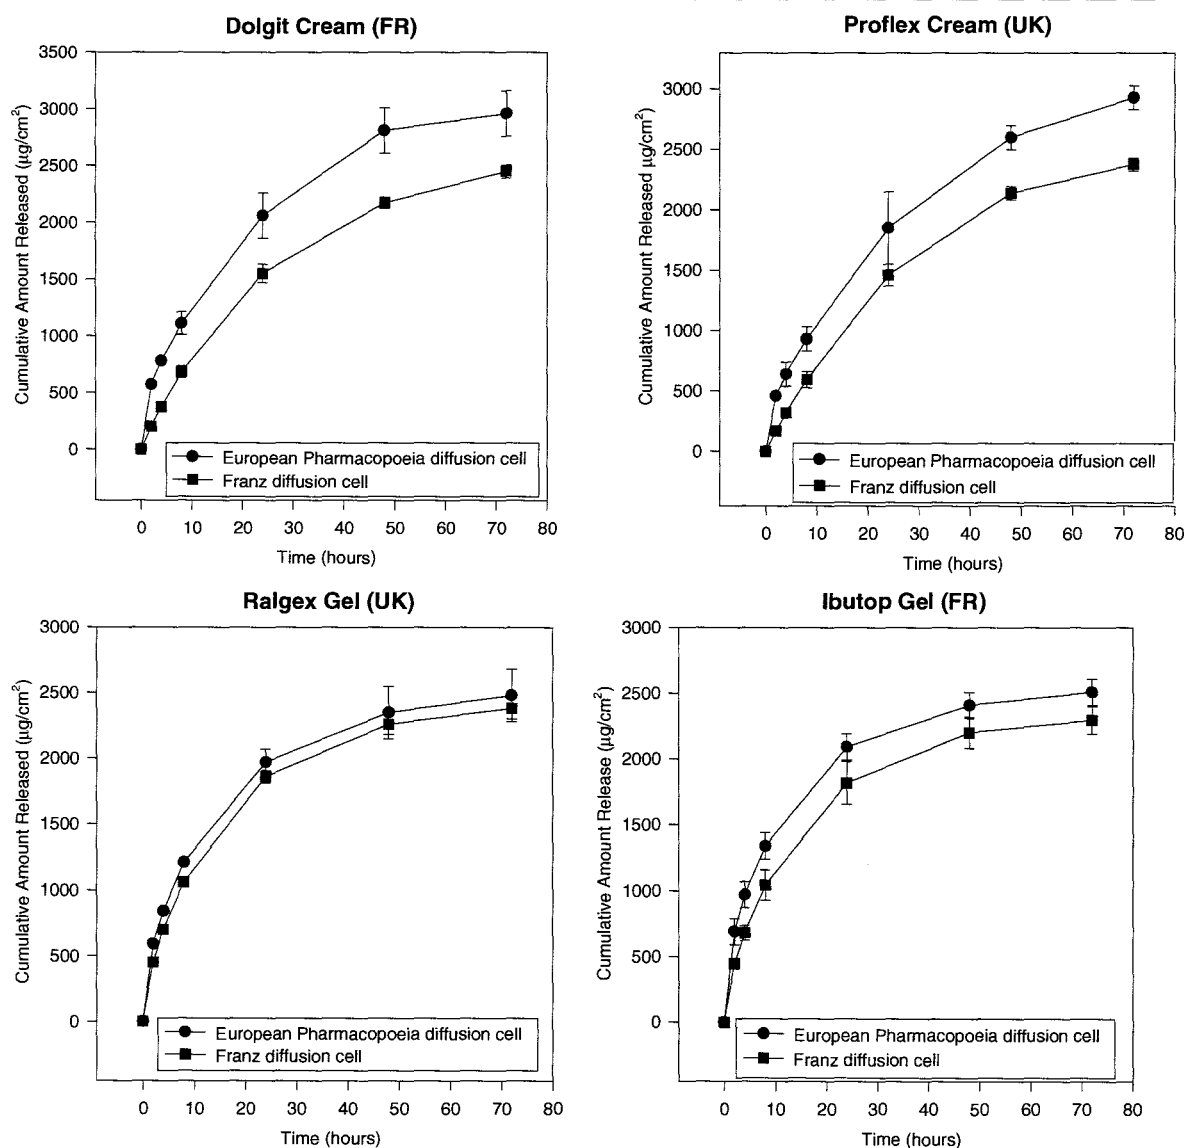 Dolgit Cream (FR)
Cumulative Amount Released (µg/cm²)
3500
3000
2500
2000
1500
1000
500
0
European Pharmacopoeia diffusion cell
Franz diffusion cell
0 10 20 30 40 50 60 70 80
Time (hours)
Proflex Cream (UK)
Cumulative Amount Released µg/cm²)
3000
2500
2000
1500
1000
500
0
European Pharmacopoeia diffusion cell
Franz diffusion cell
0 10 20 30 40 50 60 70 80
Time (hours)
Ralgex Gel (UK)
Cumulative Amount Released (µg/cm²)
3000
2500
2000
1500
1000
500
0
European Pharmacopoeia diffusion cell
Franz diffusion cell
0 10 20 30 40 50 60 70 80
Time (hours)
Ibutop Gel (FR)
Cumulative Amount Release (µg/cm²)
3000
2500
2000
1500
1000
500
0
European Pharmacopoeia diffusion cell
Franz diffusion cell
0 10 20 30 40 50 60 70 80
Time (hours)